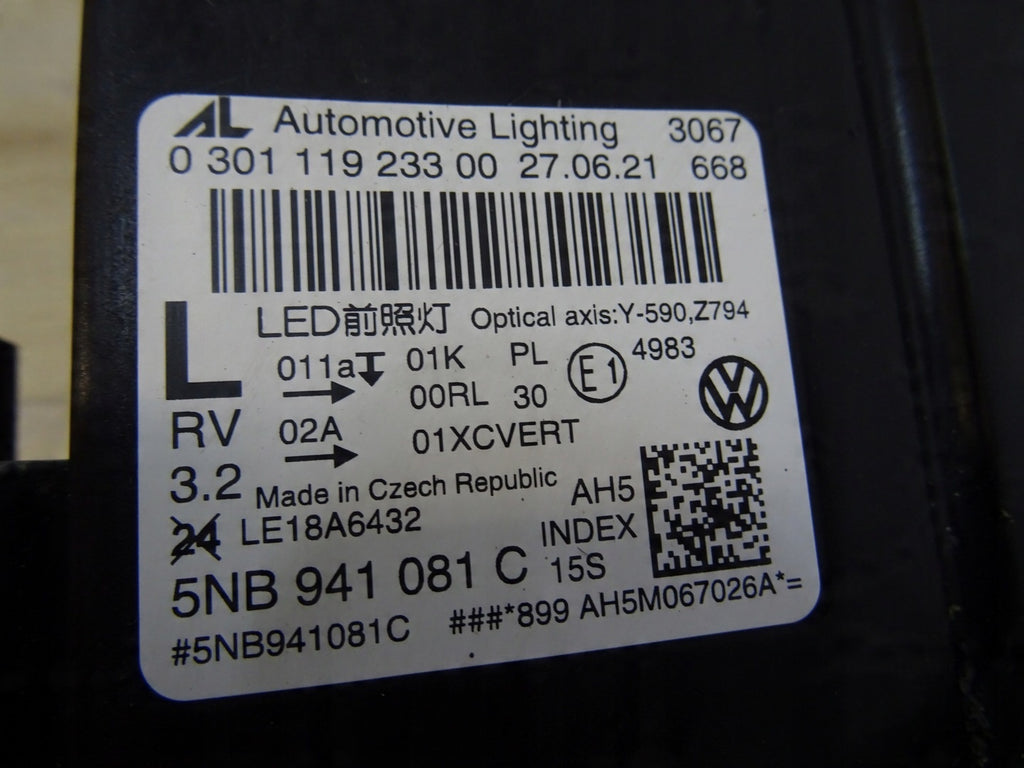 AL Automotive Lighting 3067
0 301 119 233 00 27.06.21 668
L LED前照灯 Optical axis:Y-590,Z794
011a 01K PL E1 4983
00RL 30
RV 02A 01XCVERT
3.2 Made in Czech Republic AH5
24 LE18A6432 INDEX
5NB 941 081 C 15S
#5NB941081C ###*899 AH5M067026A*=